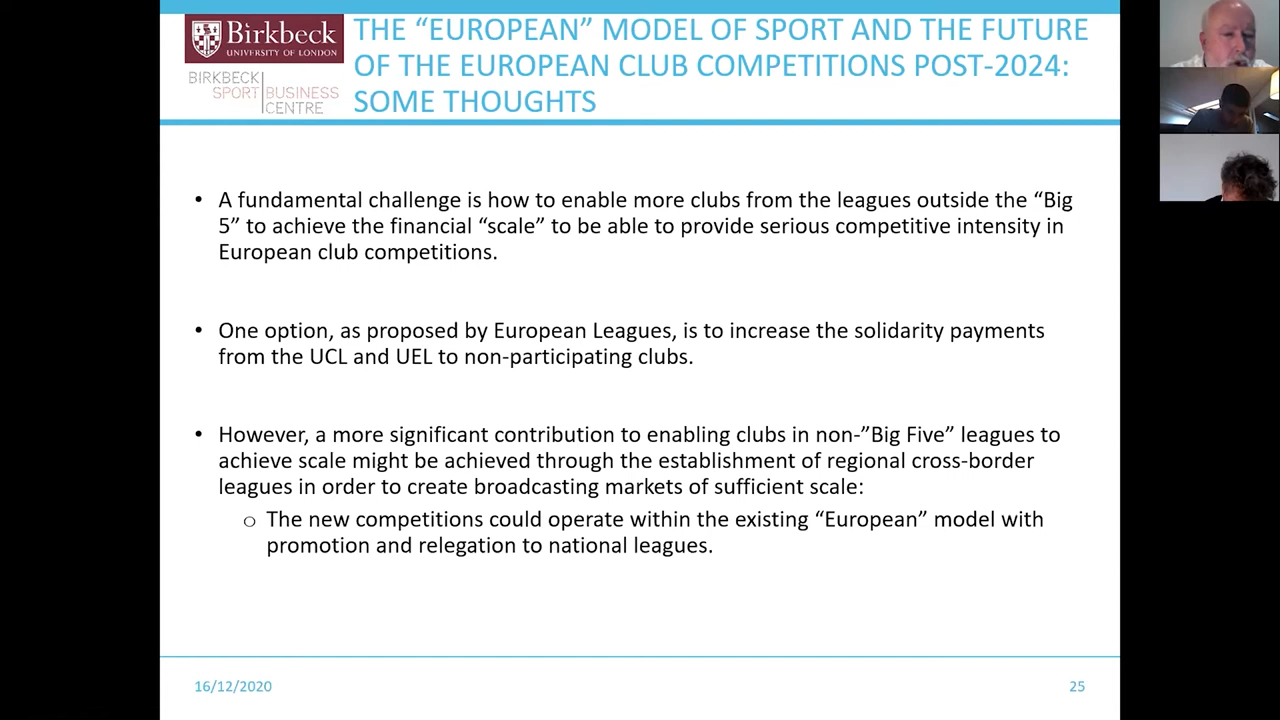 Birkbeck
UNIVERSITY OF LONDON
BIRKBECK
SPORT BUSINESS
CENTRE
THE “EUROPEAN” MODEL OF SPORT AND THE FUTURE
OF THE EUROPEAN CLUB COMPETITIONS POST-2024:
SOME THOUGHTS
• A fundamental challenge is how to enable more clubs from the leagues outside the “Big
5” to achieve the financial “scale” to be able to provide serious competitive intensity in
European club competitions.
• One option, as proposed by European Leagues, is to increase the solidarity payments
from the UCL and UEL to non-participating clubs.
• However, a more significant contribution to enabling clubs in non-”Big Five” leagues to
achieve scale might be achieved through the establishment of regional cross-border
leagues in order to create broadcasting markets of sufficient scale:
o The new competitions could operate within the existing “European” model with
promotion and relegation to national leagues.
16/12/2020
25